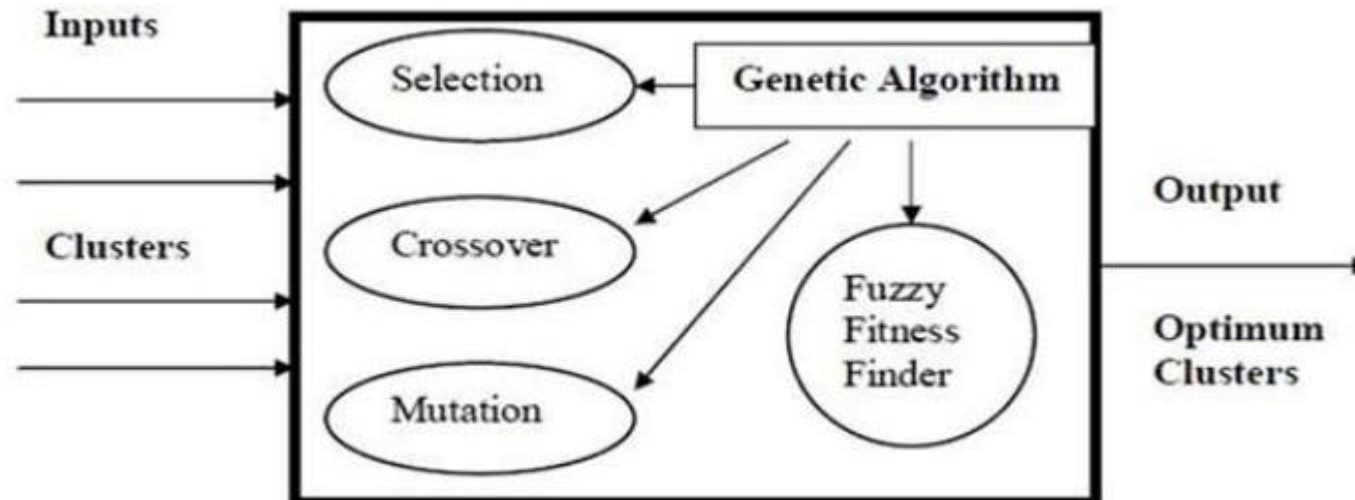 Inputs
Clusters
Selection
Genetic Algorithm
Crossover
Mutation
Fuzzy
Fitness
Finder
Output
Optimum
Clusters